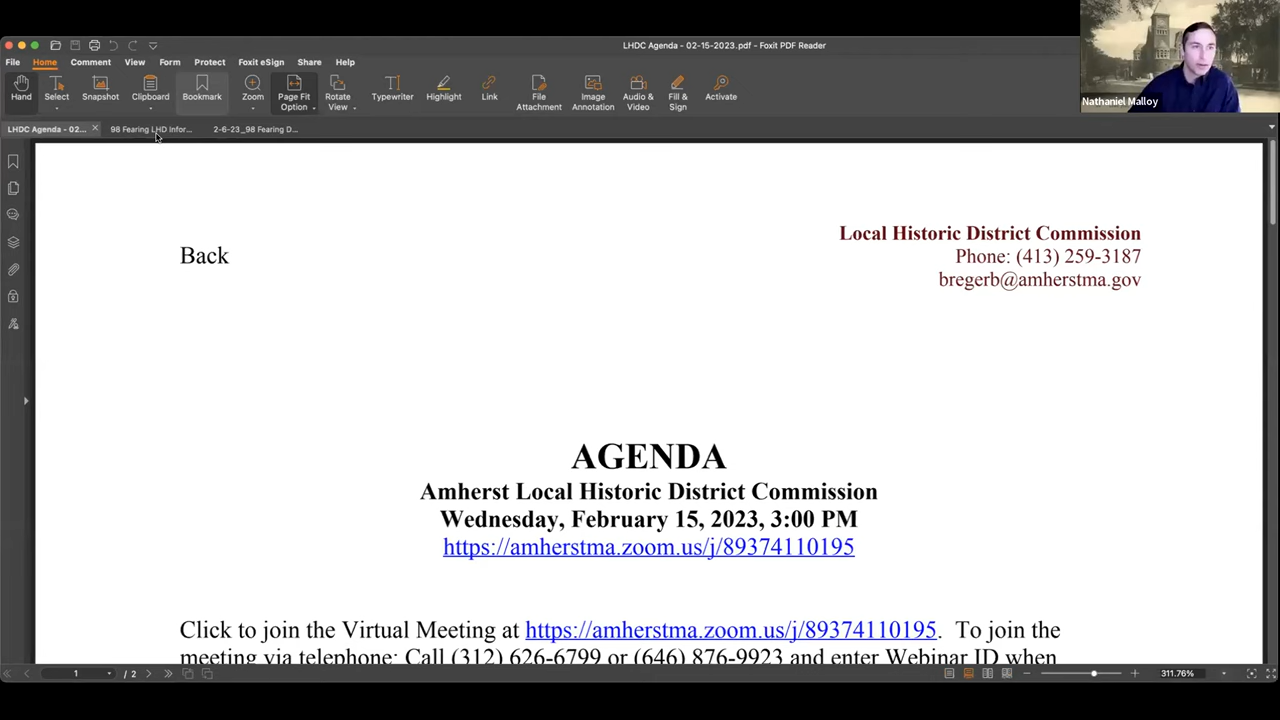 LHDC Agenda - 02-15-2023.pdf - Foxit PDF Reader
File Home Comment View Form Protect Foxit eSign Share Help
Hand Select Snapshot Clipboard Bookmark Zoom Page Fit Option Rotate View Typewriter Highlight Link File Attachment Image Annotation Audio & Video Fill & Sign Activate
Nathaniel Malloy
LHDC Agenda - 02... 98 Fearing LHD Infor... 2-6-23_98 Fearing D...
Local Historic District Commission
Back
Phone: (413) 259-3187
bregerb@amherstma.gov
AGENDA
Amherst Local Historic District Commission
Wednesday, February 15, 2023, 3:00 PM
https://amherstma.zoom.us/j/89374110195
Click to join the Virtual Meeting at https://amherstma.zoom.us/j/89374110195. To join the
meeting via telephone: Call (312) 626-6799 or (646) 876-9923 and enter Webinar ID when
1 / 2 311.76%